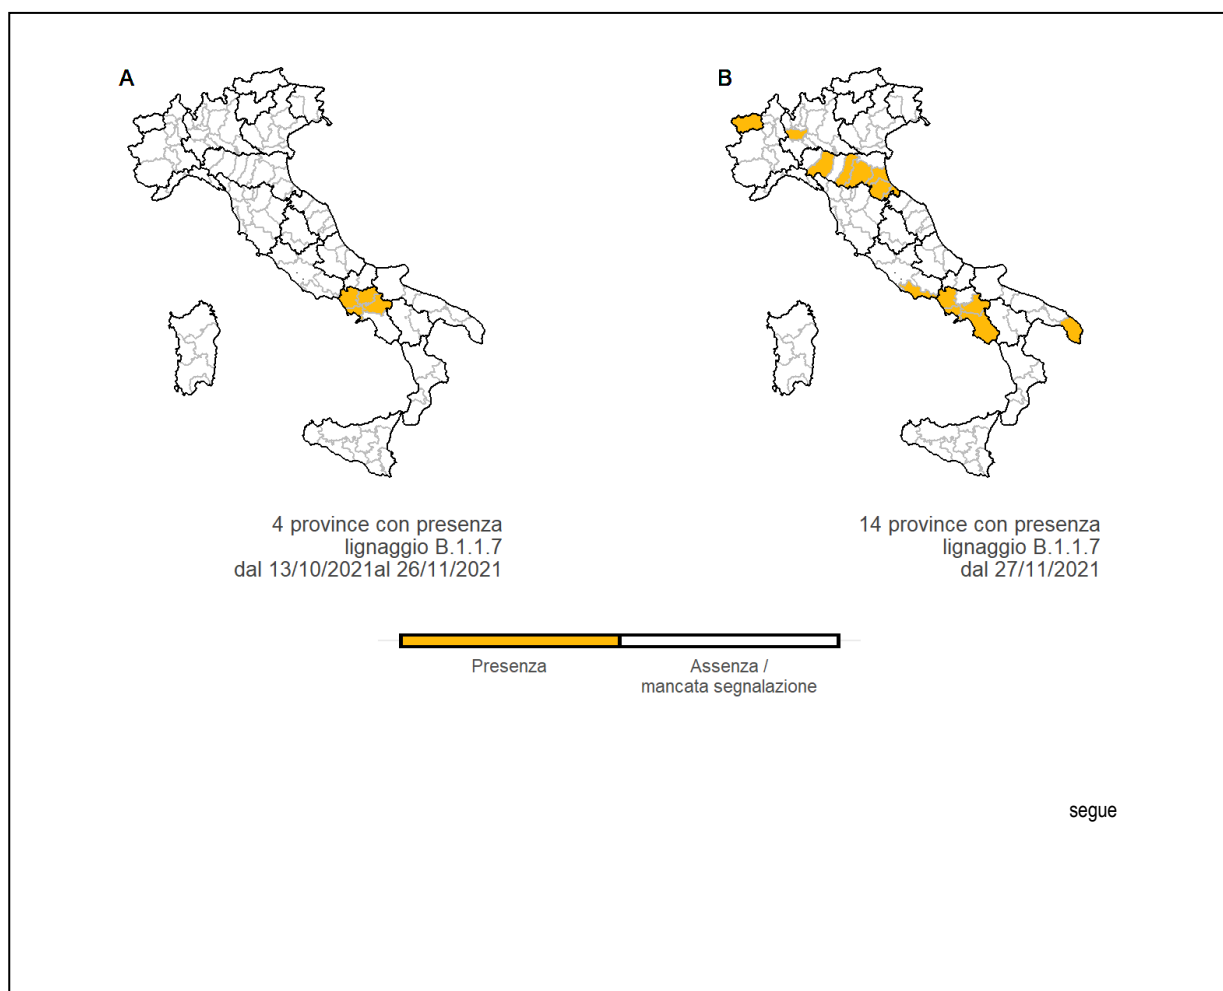 A
B
4 province con presenza
lignaggio B.1.1.7
dal 13/10/2021al 26/11/2021
14 province con presenza
lignaggio B.1.1.7
dal 27/11/2021
Presenza
Assenza /
mancata segnalazione
segue